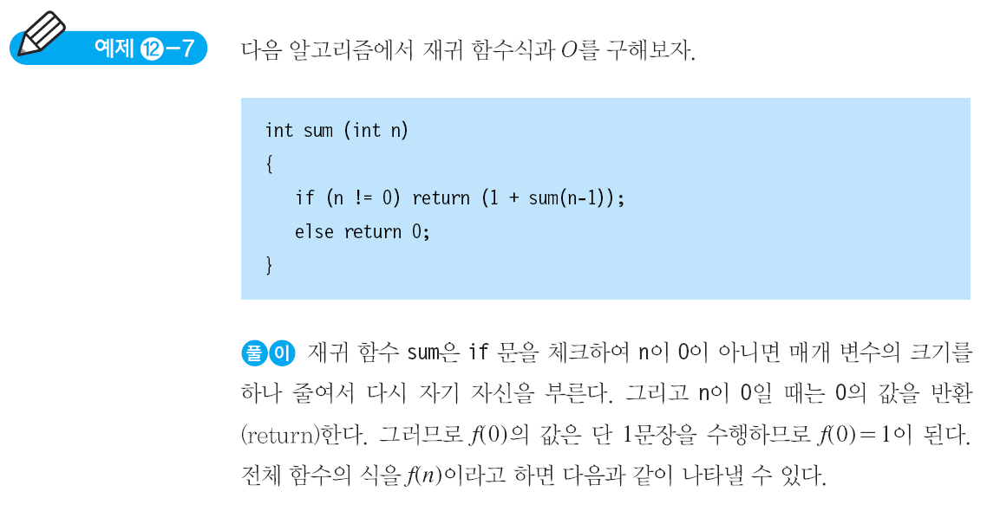 예제 12-7 다음 알고리즘에서 재귀 함수식과 O를 구해보자.
int sum (int n)
{
if (n != 0) return (1 + sum(n-1));
else return 0;
}
풀이 재귀 함수 sum은 if 문을 체크하여 n이 0이 아니면 매개 변수의 크기를
하나 줄여서 다시 자기 자신을 부른다. 그리고 n이 0일 때는 0의 값을 반환
(return)한다. 그러므로 f(0)의 값은 단 1문장을 수행하므로 f(0)=1이 된다.
전체 함수의 식을 f(n)이라고 하면 다음과 같이 나타낼 수 있다.